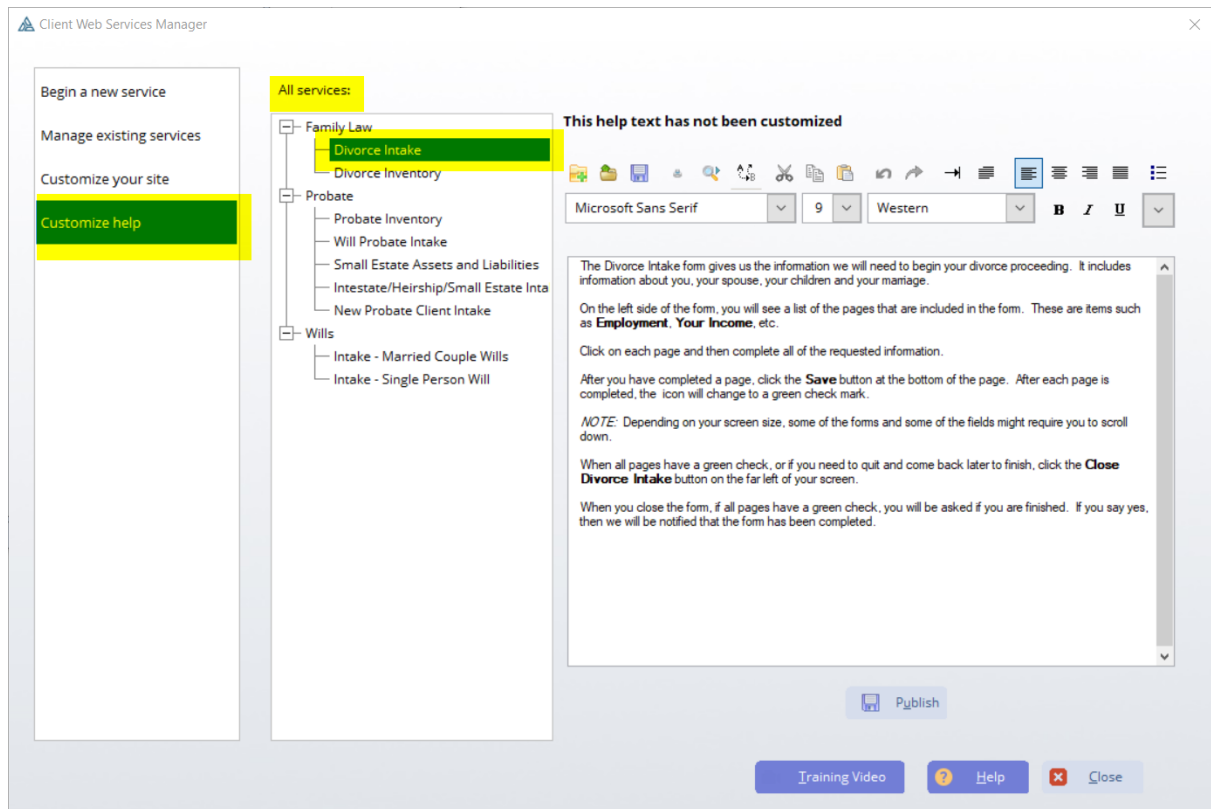 Client Web Services Manager
Begin a new service
Manage existing services
Customize your site
Customize help
All services:
Family Law
Divorce Intake
Divorce Inventory
Probate
Probate Inventory
Will Probate Intake
Small Estate Assets and Liabilities
Intestate/Heirship/Small Estate Inta
New Probate Client Intake
Wills
Intake - Married Couple Wills
Intake - Single Person Will
This help text has not been customized
Microsoft Sans Serif
9
Western
B I U
The Divorce Intake form gives us the information we will need to begin your divorce proceeding. It includes
information about you, your spouse, your children and your marriage.
On the left side of the form, you will see a list of the pages that are included in the form. These are items such
as Employment, Your Income, etc.
Click on each page and then complete all of the requested information.
After you have completed a page, click the Save button at the bottom of the page. After each page is
completed, the icon will change to a green check mark.
NOTE: Depending on your screen size, some of the forms and some of the fields might require you to scroll
down.
When all pages have a green check, or if you need to quit and come back later to finish, click the Close
Divorce Intake button on the far left of your screen.
When you close the form, if all pages have a green check, you will be asked if you are finished. If you say yes,
then we will be notified that the form has been completed.
Publish
Training Video
Help
Close